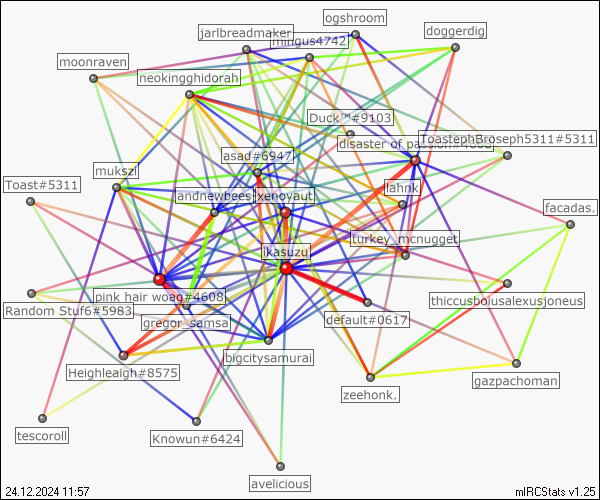 ogshroom
doggerdig
jarlbreadmaker
mingus4742
moonraven
neokingghidorah
Duck™#9103
disaster of passion
ToastephBroseph5311#5311
asad#6947
mukszi
Toast#5311
andnewbees
xenoyaut
lahnk
facadas.
turkey_mcnugget
ikasuzu
pink hair woag#4608
thiccusboiusalexusjoneus
Random Stuf6#5983
gregor_samsa
default#0617
bigcitysamurai
Heighleaigh#8575
gazpachoman
zeehonk.
tescoroll
Knowun#6424
avelicious
24.12.2024 11:57
mIRCStats v1.25